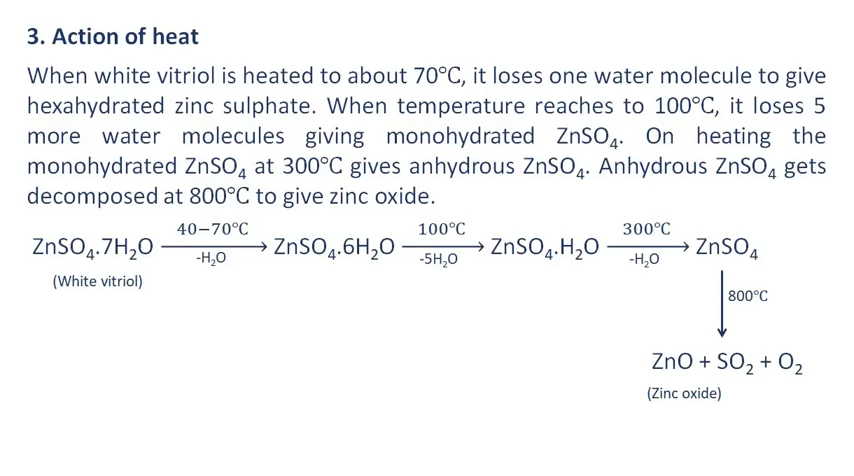 3. Action of heat
When white vitriol is heated to about 70°C, it loses one water molecule to give
hexahydrated zinc sulphate. When temperature reaches to 100°C, it loses 5
more water molecules giving monohydrated ZnSO₄. On heating the
monohydrated ZnSO₄ at 300°C gives anhydrous ZnSO₄. Anhydrous ZnSO₄ gets
decomposed at 800°C to give zinc oxide.
40−70°C 100°C 300°C
ZnSO₄.7H₂O → ZnSO₄.6H₂O → ZnSO₄.H₂O → ZnSO₄
-H₂O -5H₂O -H₂O
(White vitriol)
800°C
ZnO + SO₂ + O₂
(Zinc oxide)